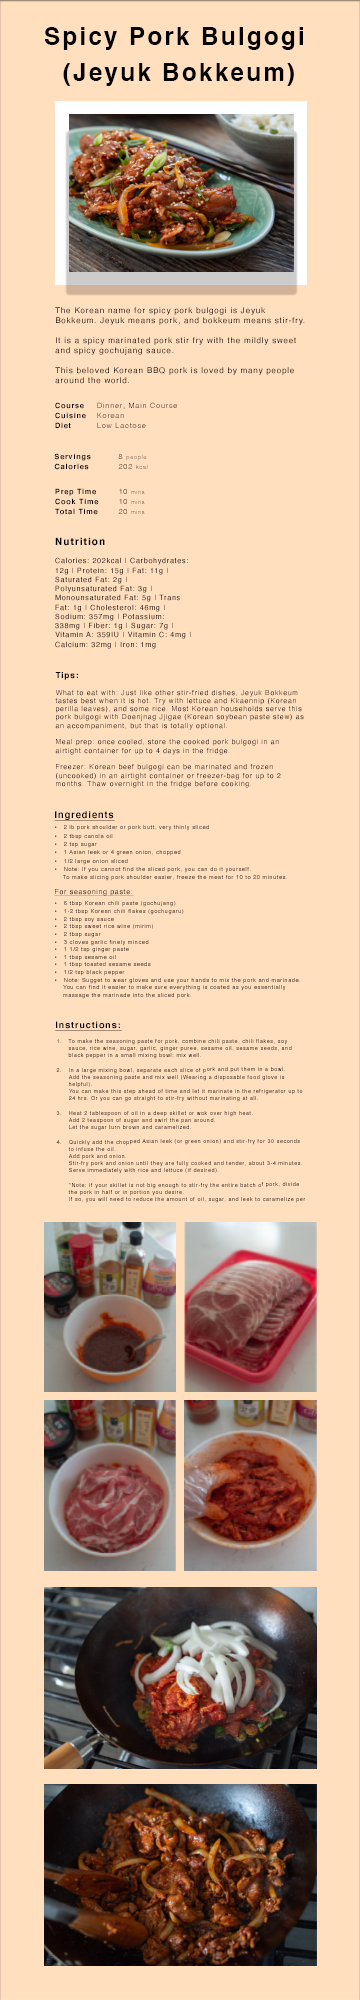 Spicy Pork Bulgogi
(Jeyuk Bokkeum)
The Korean name for spicy pork bulgogi is Jeyuk
Bokkeum. Jeyuk means pork, and bokkeum means stir-fry.
It is a spicy marinated pork stir fry with the mildly sweet
and spicy gochujang sauce.
This beloved Korean BBQ pork is loved by many people
around the world.
Course Dinner, Main Course
Cuisine Korean
Diet Low Lactose
Servings 8 people
Calories 202 kcal
Prep Time 10 mins
Cook Time 10 mins
Total Time 20 mins
Nutrition
Calories: 202kcal | Carbohydrates:
12g | Protein: 15g | Fat: 11g |
Saturated Fat: 2g |
Polyunsaturated Fat: 3g |
Monounsaturated Fat: 5g | Trans
Fat: 1g | Cholesterol: 46mg |
Sodium: 357mg | Potassium:
338mg | Fiber: 1g | Sugar: 7g |
Vitamin A: 359IU | Vitamin C: 4mg |
Calcium: 32mg | Iron: 1mg
Tips:
What to eat with: Just like other stir-fried dishes, Jeyuk Bokkeum
tastes best when it is hot. Try with lettuce and Kkaennip (Korean
perilla leaves), and some rice. Most Korean households serve this
pork bulgogi with Doenjnag Jjigae (Korean soybean paste stew) as
an accompaniment, but that is totally optional.
Meal prep: once cooled, store the cooked pork bulgogi in an
airtight container for up to 4 days in the fridge.
Freezer: Korean beef bulgogi can be marinated and frozen
(uncooked) in an airtight container or freezer-bag for up to 2
months. Thaw overnight in the fridge before cooking.
Ingredients
• 2 lb pork shoulder or pork butt, very thinly sliced
• 2 tbsp canola oil
• 2 tsp sugar
• 1 Asian leek or 4 green onion, chopped
• 1/2 large onion sliced
• Note: If you cannot find the sliced pork, you can do it yourself.
To make slicing pork shoulder easier, freeze the meat for 10 to 20 minutes.
For seasoning paste:
• 6 tbsp Korean chili paste (gochujang)
• 1-2 tbsp Korean chili flakes (gochugaru)
• 2 tbsp soy sauce
• 2 tbsp sweet rice wine (mirim)
• 2 tbsp sugar
• 3 cloves garlic finely minced
• 1 1/2 tsp ginger paste
• 1 tbsp sesame oil
• 1 tbsp toasted sesame seeds
• 1/2 tsp black pepper
• Note: Sugget to wear gloves and use your hands to mix the pork and marinade.
You can find it easier to make sure everything is coated as you essentially
massage the marinade into the sliced pork.
Instructions:
1. To make the seasoning paste for pork, combine chili paste, chili flakes, soy
sauce, rice wine, sugar, garlic, ginger puree, sesame oil, sesame seeds, and
black pepper in a small mixing bowl; mix well.
2. In a large mixing bowl, separate each slice of pork and put them in a bowl.
Add the seasoning paste and mix well (Wearing a disposable food glove is
helpful).
You can make this step ahead of time and let it marinate in the refrigerator up to
24 hrs. Or you can go straight to stir-fry without marinating at all.
3. Heat 2 tablespoon of oil in a deep skillet or wok over high heat.
Add 2 teaspoon of sugar and swirl the pan around.
Let the sugar turn brown and caramelized.
4. Quickly add the chopped Asian leek (or green onion) and stir-fry for 30 seconds
to infuse the oil.
Add pork and onion.
Stir-fry pork and onion until they are fully cooked and tender, about 3-4 minutes.
Serve immediately with rice and lettuce (if desired).
*Note: If your skillet is not big enough to stir-fry the entire batch of pork, divide
the pork in half or in portion you desire.
If so, you will need to reduce the amount of oil, sugar, and leek to caramelize per